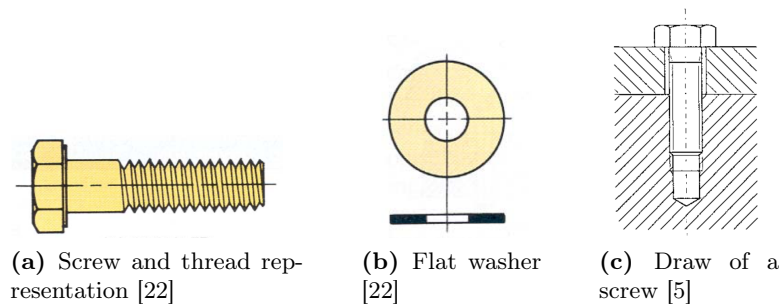 (a) Screw and thread rep-
resentation [22]
(b) Flat washer
[22]
(c) Draw of a
screw [5]